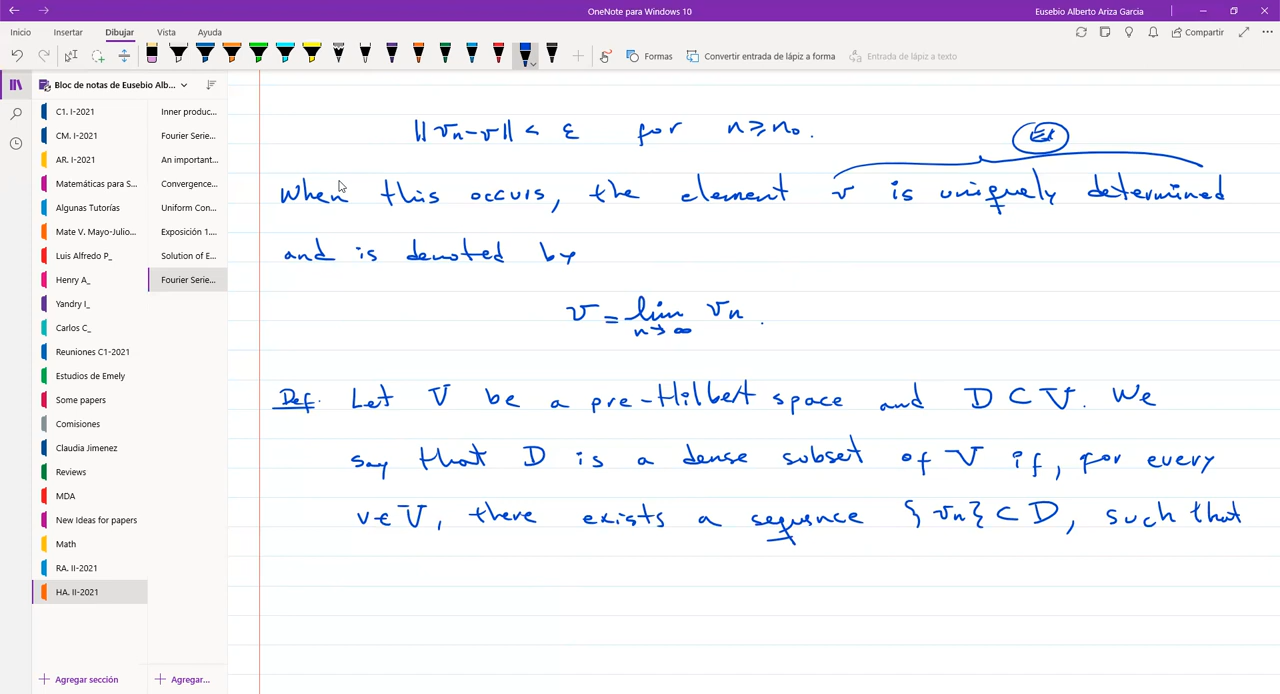 OneNote para Windows 10
Eusebio Alberto Ariza Garcia
Inicio
Insertar
Dibujar
Vista
Ayuda
Compartir
Formas
Convertir entrada de lápiz a forma
Entrada de lápiz a texto
Bloc de notas de Eusebio Alb...
C1. I-2021
CM. I-2021
AR. I-2021
Matemáticas para S...
Algunas Tutorías
Mate V. Mayo-Julio...
Luis Alfredo P_
Henry A_
Yandry I_
Carlos C_
Reuniones C1-2021
Estudios de Emely
Some papers
Comisiones
Claudia Jimenez
Reviews
MDA
New Ideas for papers
Math
RA. II-2021
HA. II-2021
Agregar sección
Inner produc...
Fourier Serie...
An important...
Convergence...
Uniform Con...
Exposición 1....
Solution of E...
Fourier Serie...
Agregar...
‖vn-v‖ < ε for n ≥ n₀.
Ex
When this occurs, the element v is uniquely determined
and is denoted by
v = lim vn.
n→∞
Def. Let V be a pre-Hilbert space and D ⊂ V. We
say that D is a dense subset of V if, for every
v ∈ V, there exists a sequence {vn} ⊂ D, such that